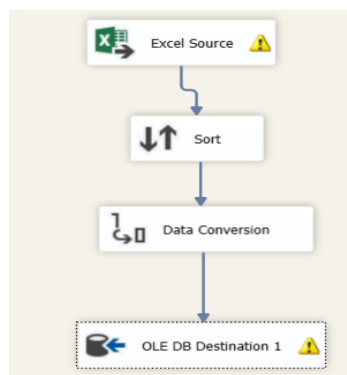 Excel Source
Sort
Data Conversion
OLE DB Destination 1